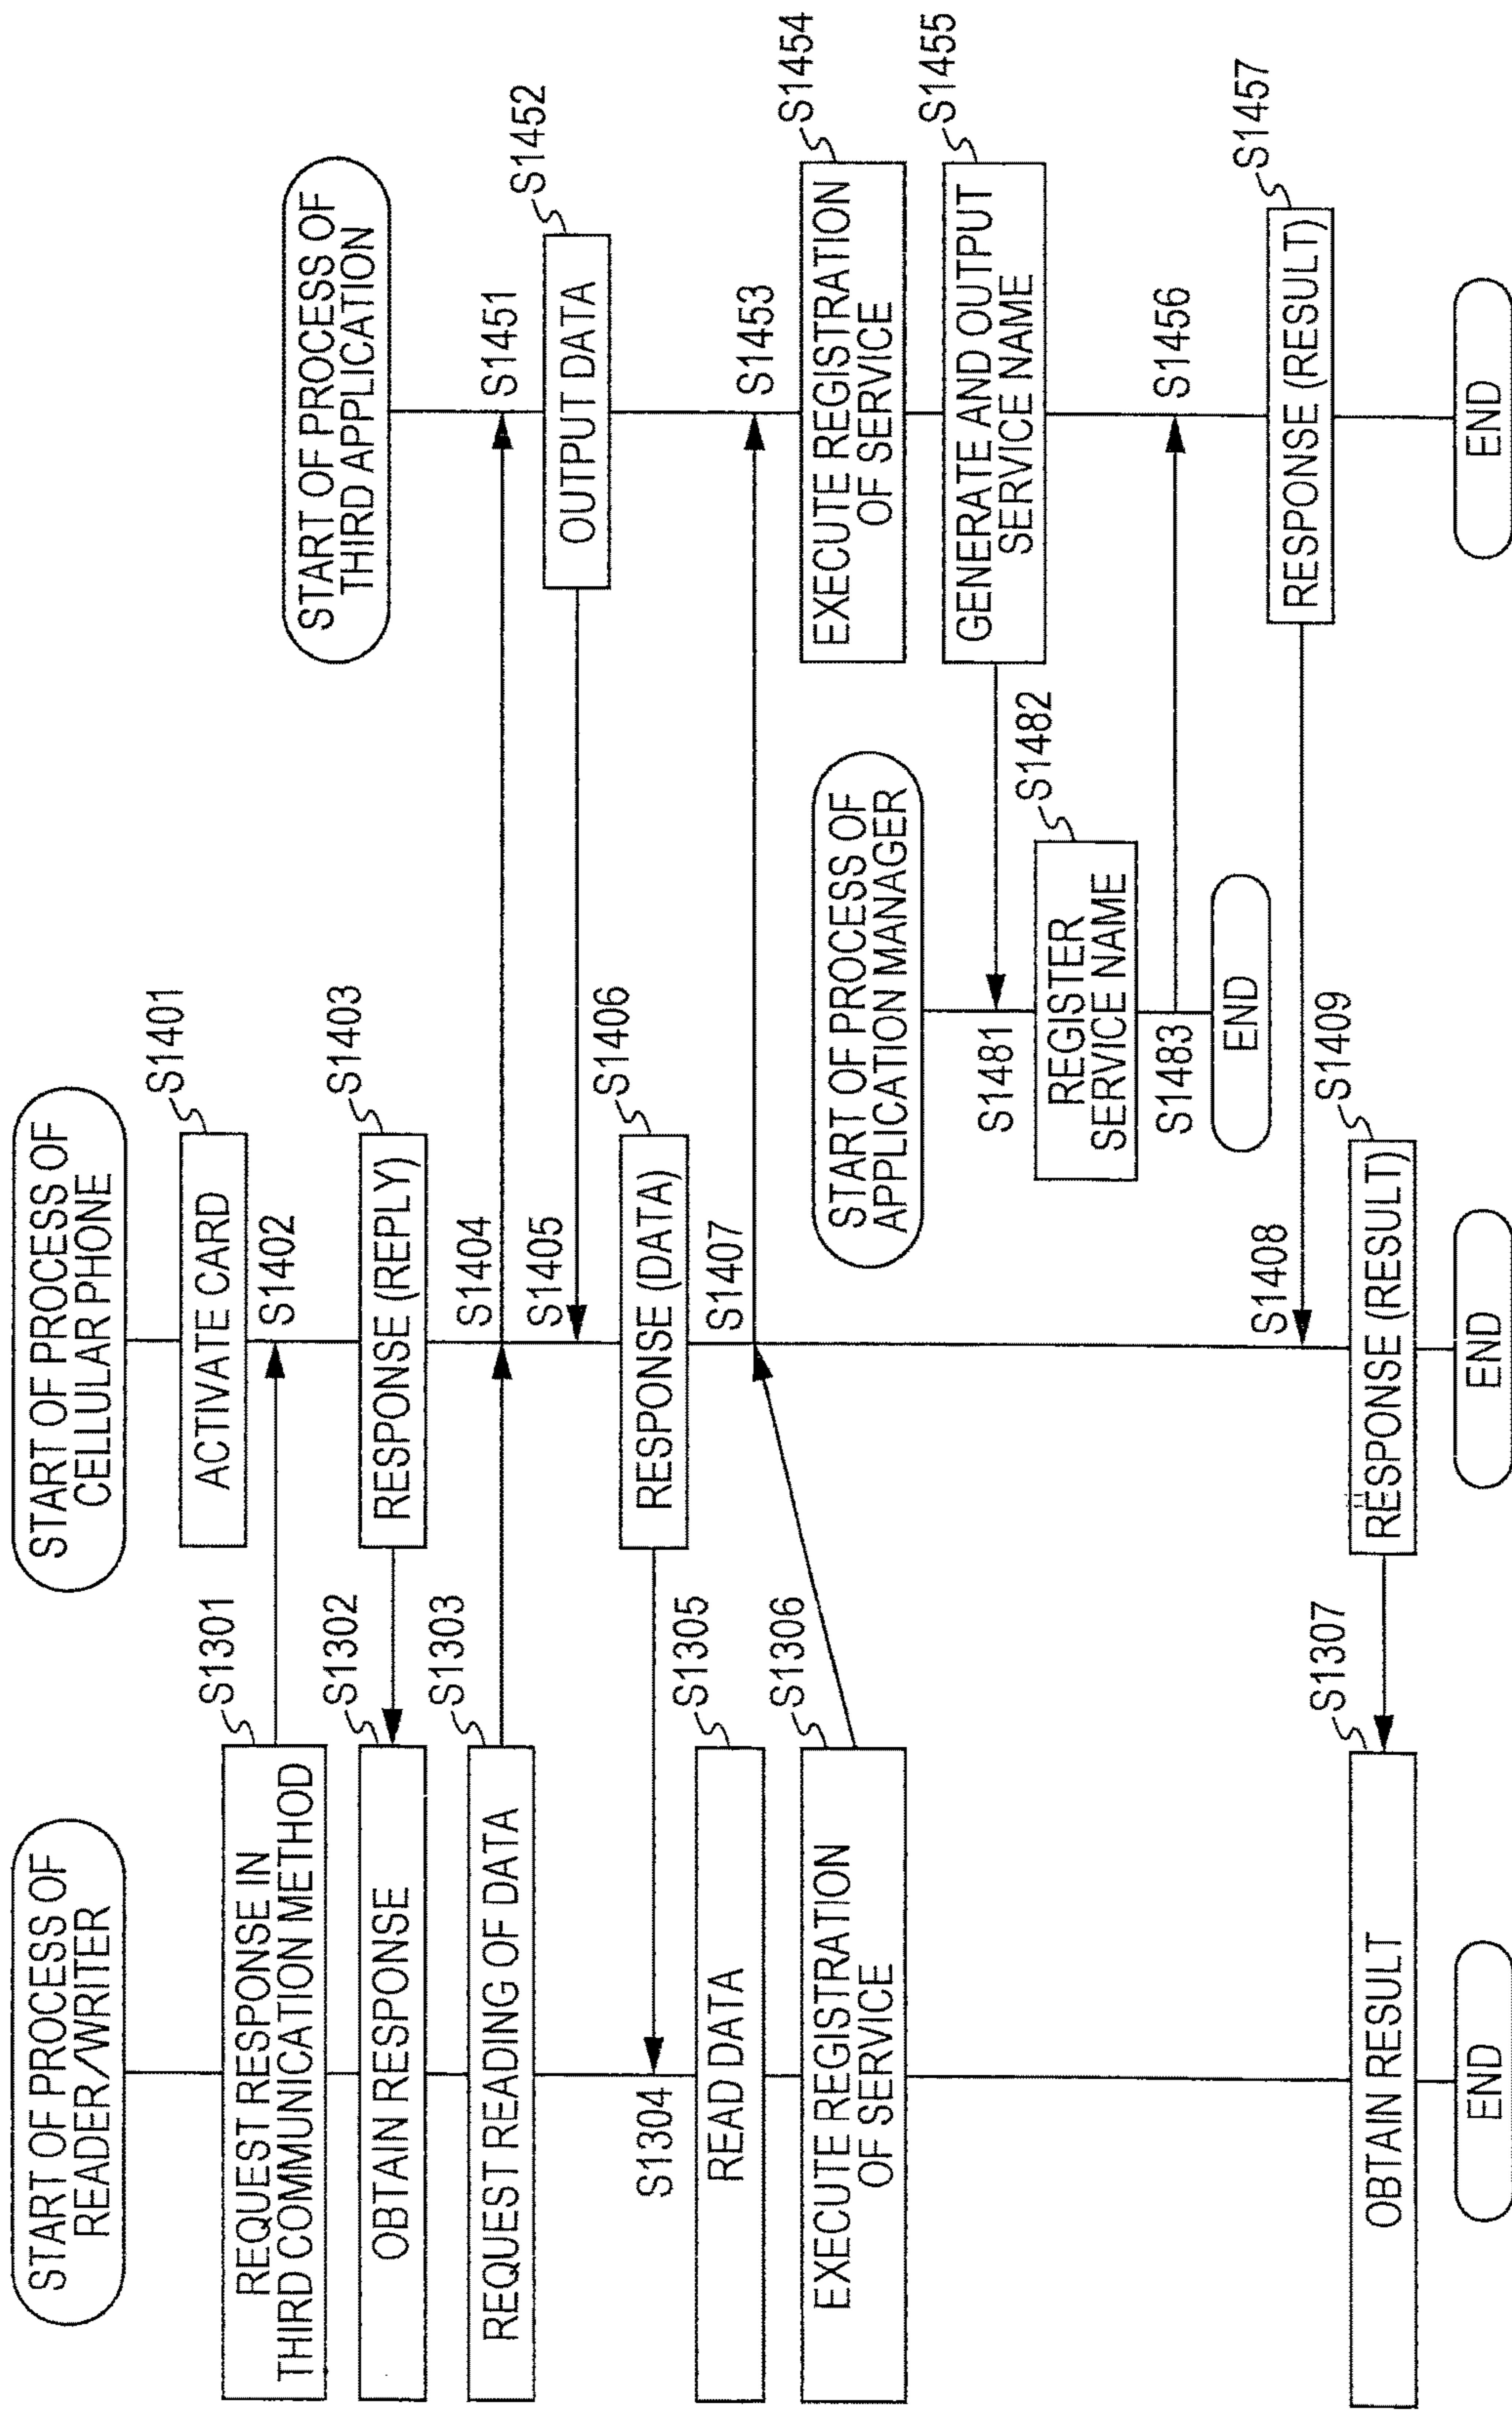 START OF PROCESS OF
READER/WRITER
REQUEST RESPONSE IN
THIRD COMMUNICATION METHOD
S1301
OBTAIN RESPONSE
S1302
REQUEST READING OF DATA
S1303
S1304
READ DATA
S1305
EXECUTE REGISTRATION
OF SERVICE
S1306
OBTAIN RESULT
S1307
END
START OF PROCESS OF
CELLULAR PHONE
ACTIVATE CARD
S1401
S1402
RESPONSE (REPLY)
S1403
S1404
S1405
RESPONSE (DATA)
S1406
S1407
S1408
RESPONSE (RESULT)
S1409
END
START OF PROCESS OF
APPLICATION MANAGER
S1481
REGISTER
SERVICE NAME
S1482
S1483
END
START OF PROCESS OF
THIRD APPLICATION
S1451
OUTPUT DATA
S1452
S1453
EXECUTE REGISTRATION
OF SERVICE
S1454
GENERATE AND OUTPUT
SERVICE NAME
S1455
S1456
RESPONSE (RESULT)
S1457
END